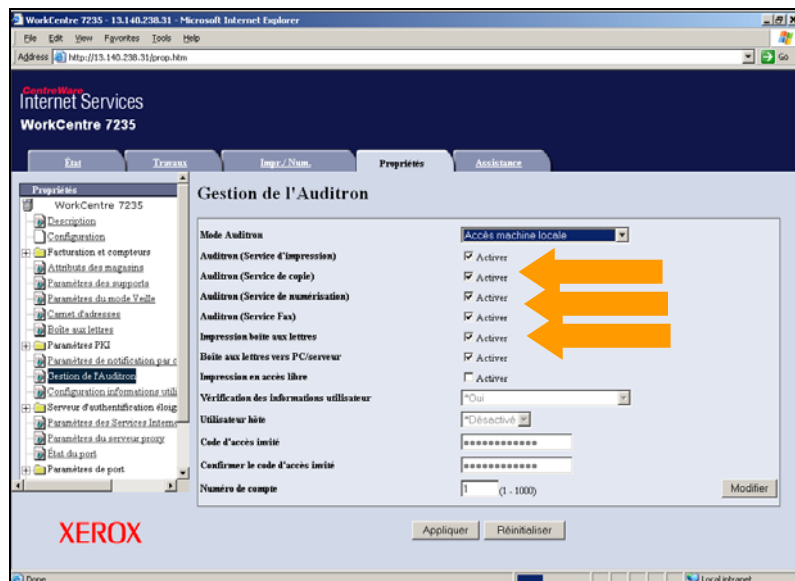 WorkCentre 7235 - 13.140.238.31 - Microsoft Internet Explorer
File Edit View Favorites Tools Help
Address http://13.140.238.31/prop.htm Go
CentreWare
Internet Services
WorkCentre 7235
État Travaux Impr./Num. Propriétés Assistance
Propriétés
WorkCentre 7235
Description
Configuration
Facturation et compteurs
Attributs des magasins
Paramètres des supports
Paramètres du mode Veille
Carnet d'adresses
Boîte aux lettres
Paramètres PKI
Paramètres de notification par c
Gestion de l'Auditron
Configuration informations utili
Serveur d'authentification éloig
Paramètres des Services Interne
Paramètres du serveur proxy
État du port
Paramètres de port
XEROX
Gestion de l'Auditron
Mode Auditron Accès machine locale
Auditron (Service d'impression) Activer
Auditron (Service de copie) Activer
Auditron (Service de numérisation) Activer
Auditron (Service Fax) Activer
Impression boîte aux lettres Activer
Boîte aux lettres vers PC/serveur Activer
Impression en accès libre Activer
Vérification des informations utilisateur *Oui
Utilisateur hôte *Désactivé
Code d'accès invité ************
Confirmer le code d'accès invité ************
Numéro de compte 1 (1 - 1000) Modifier
Appliquer Réinitialiser
Done Local intranet